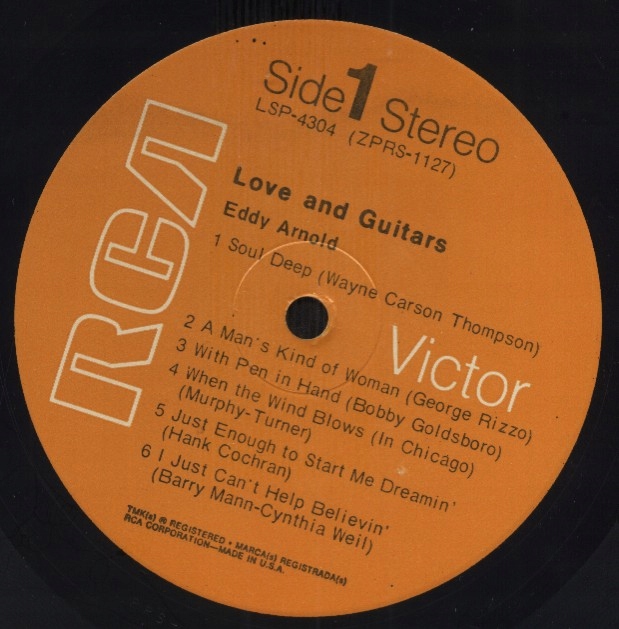 Side 1 Stereo
LSP-4304 (ZPRS-1127)
RCA
Love and Guitars
Eddy Arnold
1 Soul Deep (Wayne Carson Thompson)
Victor
2 A Man's Kind of Woman (George Rizzo)
3 With Pen in Hand (Bobby Goldsboro)
4 When the Wind Blows (In Chicago)
(Murphy-Turner)
5 Just Enough to Start Me Dreamin'
(Hank Cochran)
6 I Just Can't Help Believin'
(Barry Mann-Cynthia Weil)
TMK(s) ® REGISTERED • MARCA(s) REGISTRADA(s)
RCA CORPORATION—MADE IN U.S.A.